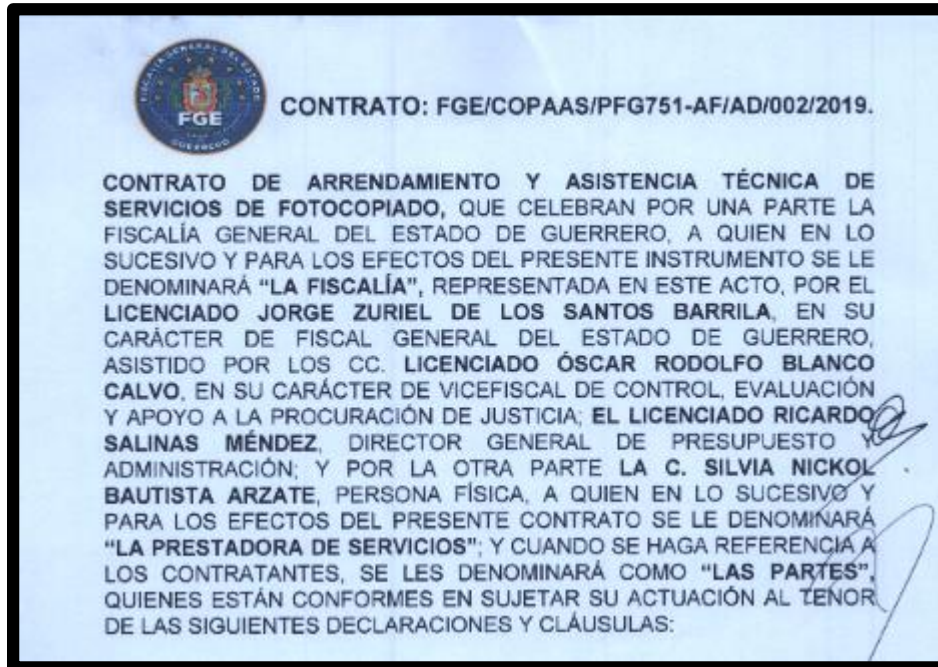 FISCALÍA GENERAL DEL ESTADO
FGE
GUERRERO
CONTRATO: FGE/COPAAS/PFG751-AF/AD/002/2019.
CONTRATO DE ARRENDAMIENTO Y ASISTENCIA TÉCNICA DE
SERVICIOS DE FOTOCOPIADO, QUE CELEBRAN POR UNA PARTE LA
FISCALÍA GENERAL DEL ESTADO DE GUERRERO, A QUIEN EN LO
SUCESIVO Y PARA LOS EFECTOS DEL PRESENTE INSTRUMENTO SE LE
DENOMINARÁ "LA FISCALÍA", REPRESENTADA EN ESTE ACTO, POR EL
LICENCIADO JORGE ZURIEL DE LOS SANTOS BARRILA, EN SU
CARÁCTER DE FISCAL GENERAL DEL ESTADO DE GUERRERO,
ASISTIDO POR LOS CC. LICENCIADO ÓSCAR RODOLFO BLANCO
CALVO, EN SU CARÁCTER DE VICEFISCAL DE CONTROL, EVALUACIÓN
Y APOYO A LA PROCURACIÓN DE JUSTICIA; EL LICENCIADO RICARDO
SALINAS MÉNDEZ, DIRECTOR GENERAL DE PRESUPUESTO Y
ADMINISTRACIÓN; Y POR LA OTRA PARTE LA C. SILVIA NICKOL
BAUTISTA ARZATE, PERSONA FÍSICA, A QUIEN EN LO SUCESIVO Y
PARA LOS EFECTOS DEL PRESENTE CONTRATO SE LE DENOMINARÁ
"LA PRESTADORA DE SERVICIOS"; Y CUANDO SE HAGA REFERENCIA A
LOS CONTRATANTES, SE LES DENOMINARÁ COMO "LAS PARTES",
QUIENES ESTÁN CONFORMES EN SUJETAR SU ACTUACIÓN AL TENOR
DE LAS SIGUIENTES DECLARACIONES Y CLÁUSULAS: